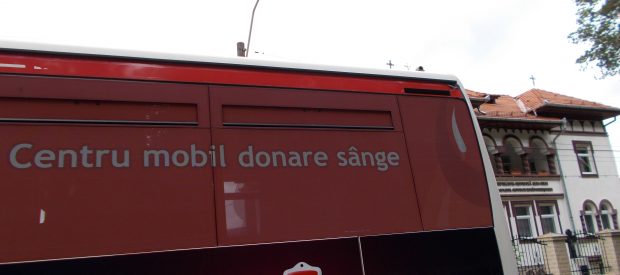 Centru mobil donare sânge